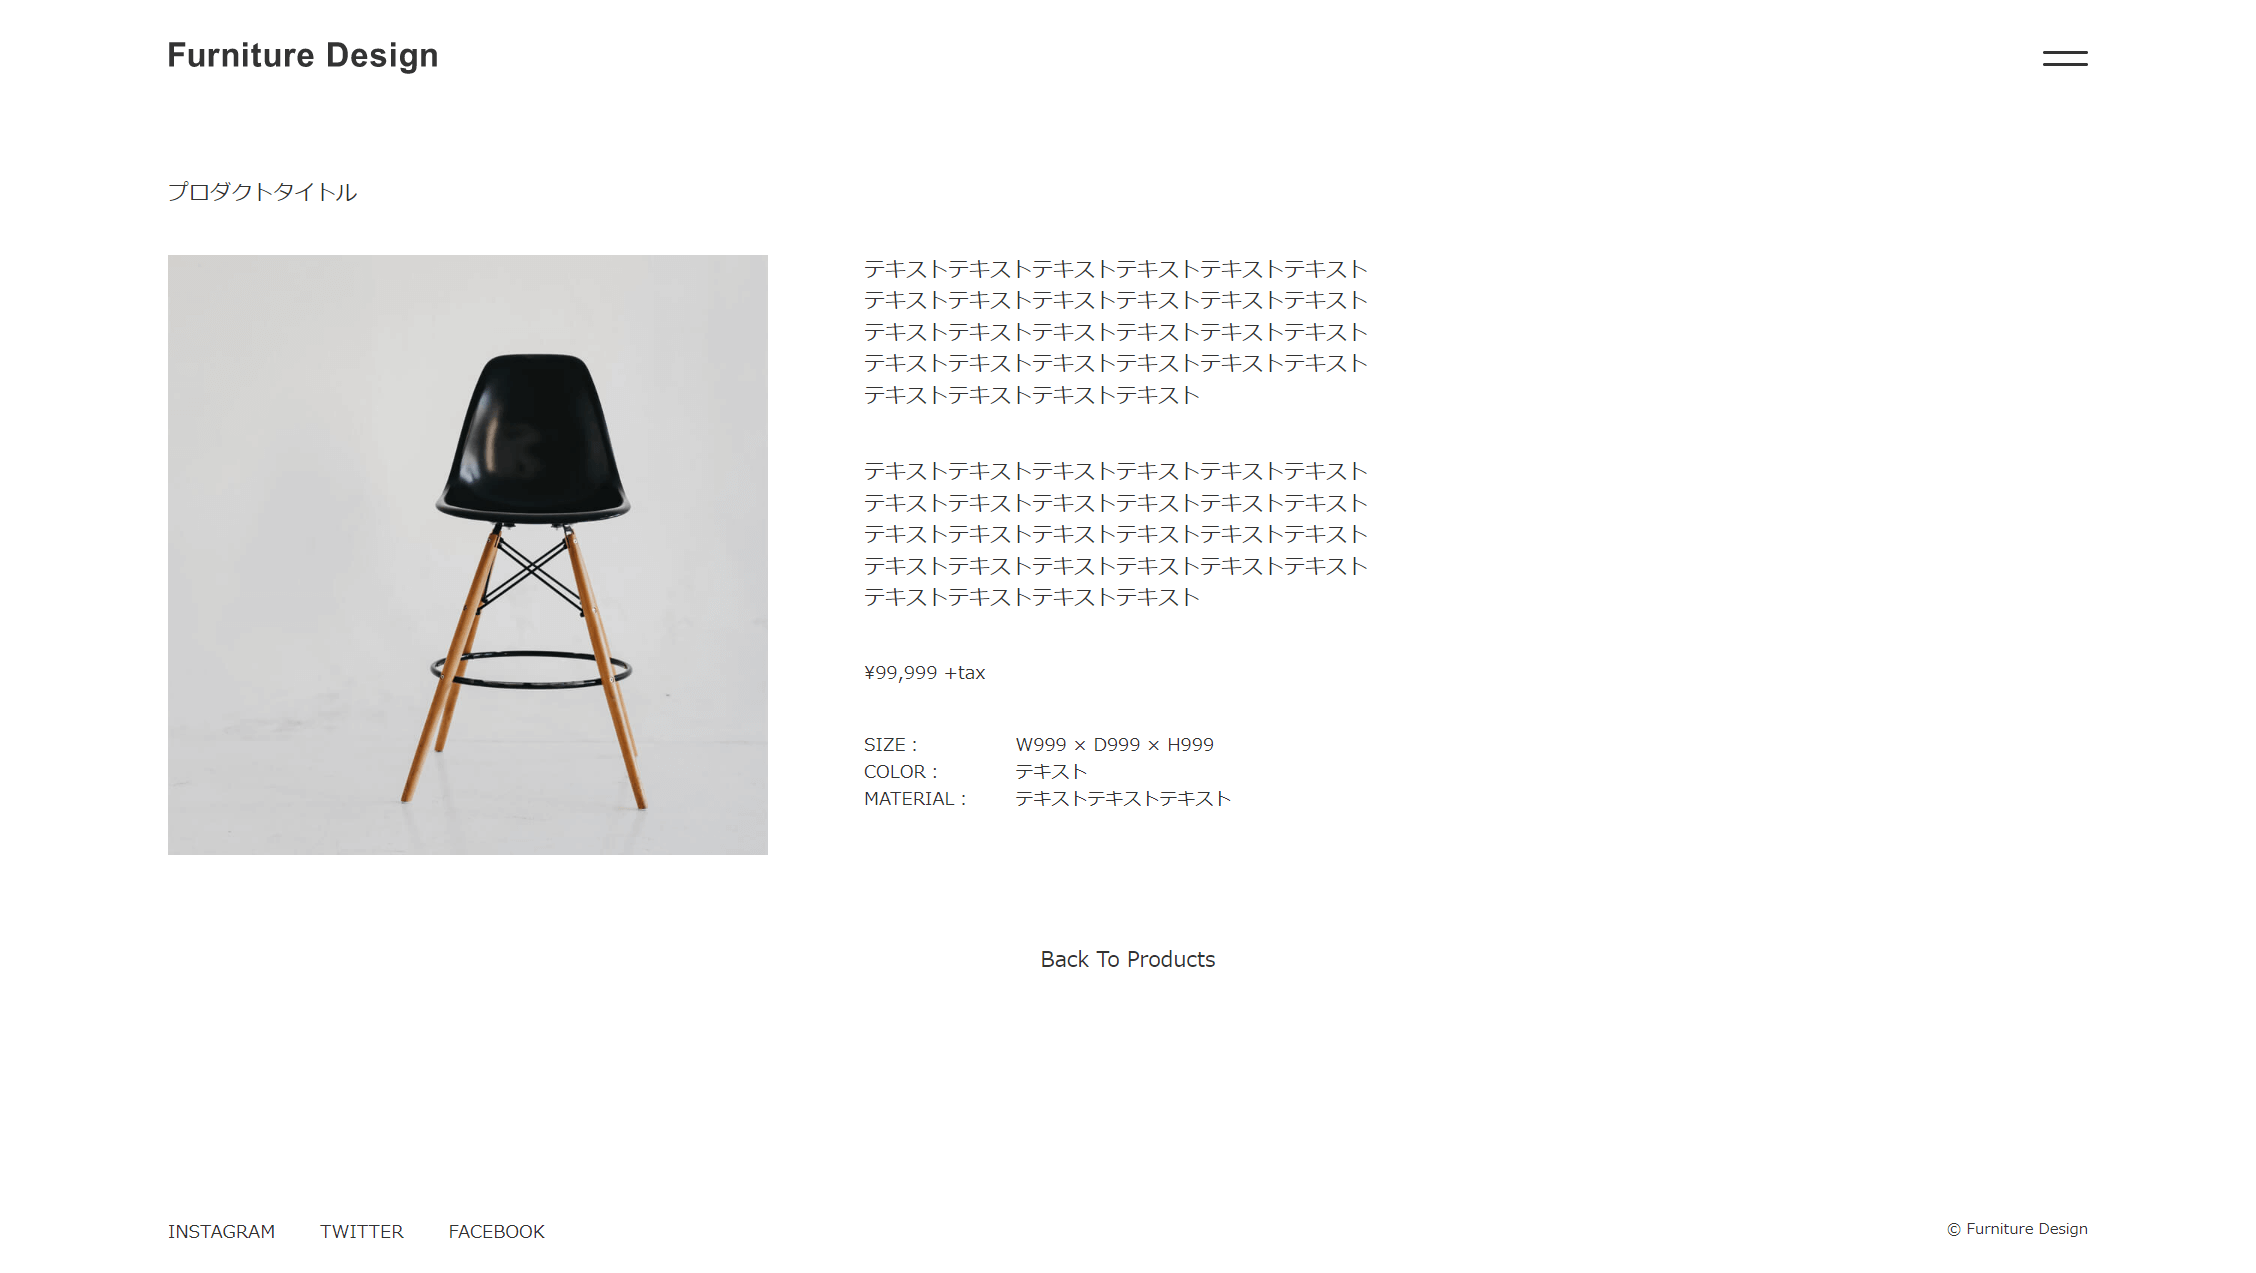 Furniture Design
プロダクトタイトル
テキストテキストテキストテキストテキストテキスト
テキストテキストテキストテキストテキストテキスト
テキストテキストテキストテキストテキストテキスト
テキストテキストテキストテキストテキストテキスト
テキストテキストテキストテキスト
テキストテキストテキストテキストテキストテキスト
テキストテキストテキストテキストテキストテキスト
テキストテキストテキストテキストテキストテキスト
テキストテキストテキストテキストテキストテキスト
テキストテキストテキストテキスト
¥99,999 +tax
SIZE : W999 × D999 × H999
COLOR : テキスト
MATERIAL : テキストテキストテキスト
Back To Products
INSTAGRAM TWITTER FACEBOOK
© Furniture Design